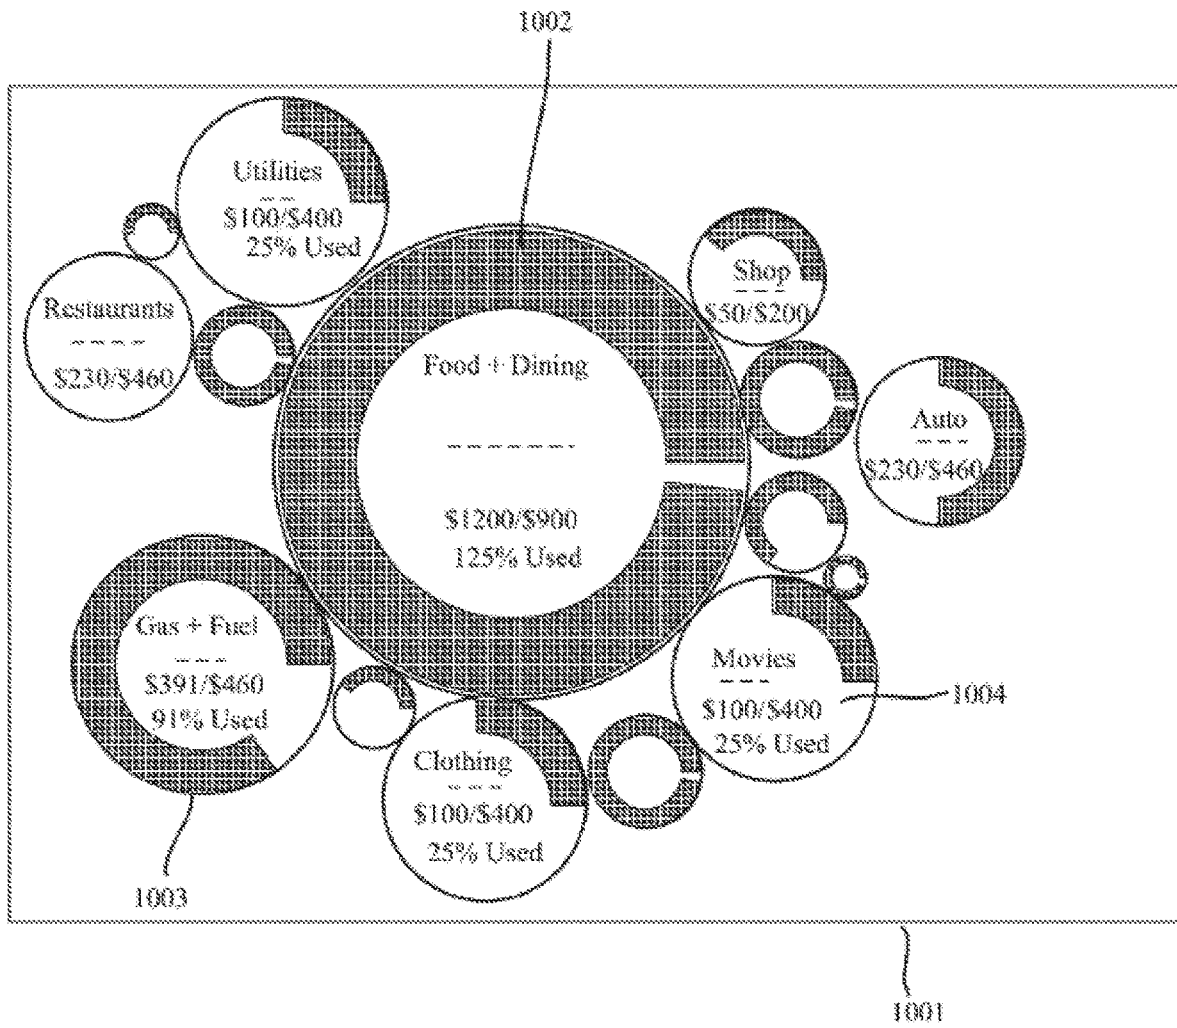 1002
Utilities
$100/$400
25% Used
Restaurants
$230/$460
Shop
$50/$200
Food + Dining
$1200/$900
125% Used
Auto
$230/$460
Gas + Fuel
$391/$460
91% Used
Movies
$100/$400
25% Used
1004
Clothing
$100/$400
25% Used
1003
1001